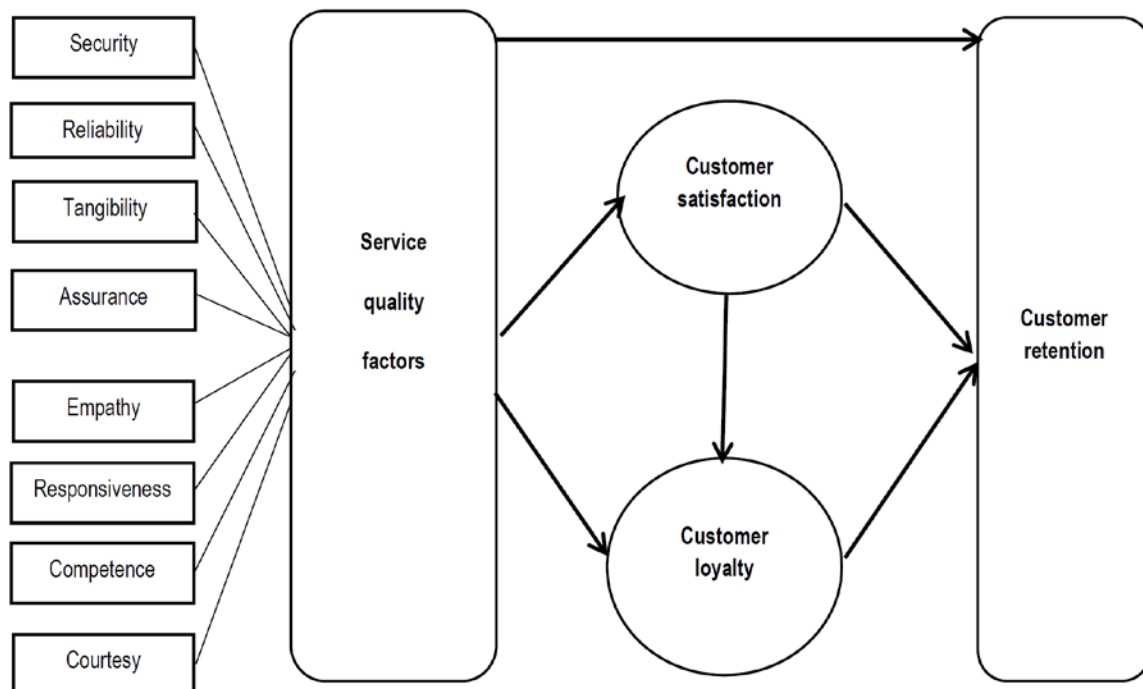 Security
Reliability
Tangibility
Assurance
Empathy
Responsiveness
Competence
Courtesy
Service
quality
factors
Customer
satisfaction
Customer
loyalty
Customer
retention